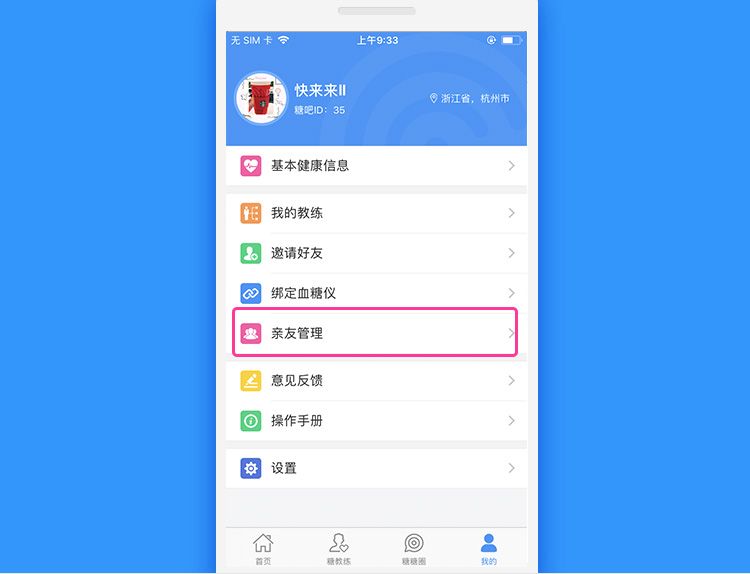 无 SIM 卡
上午9:33
快来来II
糖吧ID：35
浙江省，杭州市
基本健康信息
我的教练
邀请好友
绑定血糖仪
亲友管理
意见反馈
操作手册
设置
首页
糖教练
糖糖圈
我的